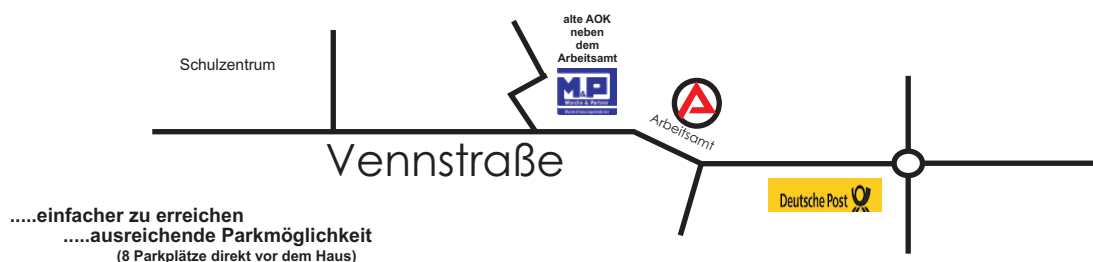 alte AOK
neben
dem
Arbeitsamt
Schulzentrum
M&P
Arbeitsamt
Vennstraße
Deutsche Post
.....einfacher zu erreichen
.....ausreichende Parkmöglichkeit
(8 Parkplätze direkt vor dem Haus)